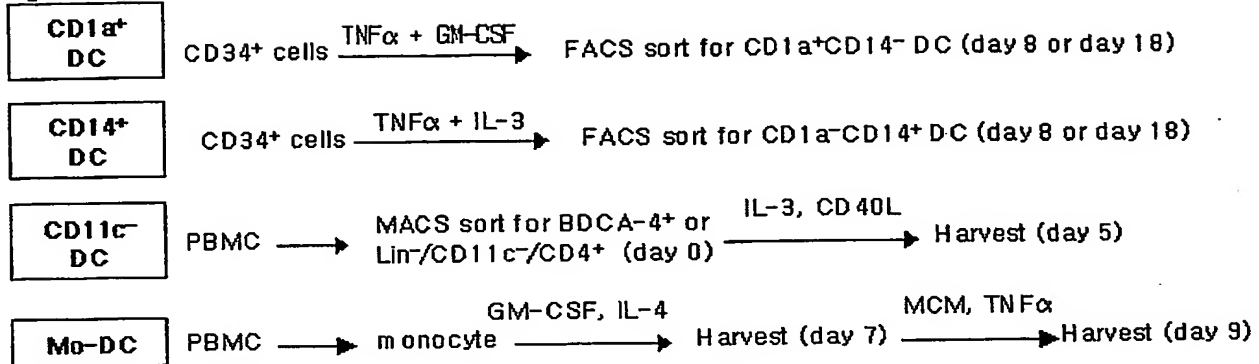 CD1a⁺ DC
CD34⁺ cells TNFα + GM-CSF FACS sort for CD1a⁺CD14⁻ DC (day 8 or day 18)
CD14⁺ DC
CD34⁺ cells TNFα + IL-3 FACS sort for CD1a⁻CD14⁺ DC (day 8 or day 18)
CD11c⁻ DC
PBMC MACS sort for BDCA-4⁺ or IL-3, CD40L Harvest (day 5)
Lin⁻/CD11c⁻/CD4⁺ (day 0)
Mo-DC PBMC monocyte GM-CSF, IL-4 Harvest (day 7) MCM, TNFα Harvest (day 9)